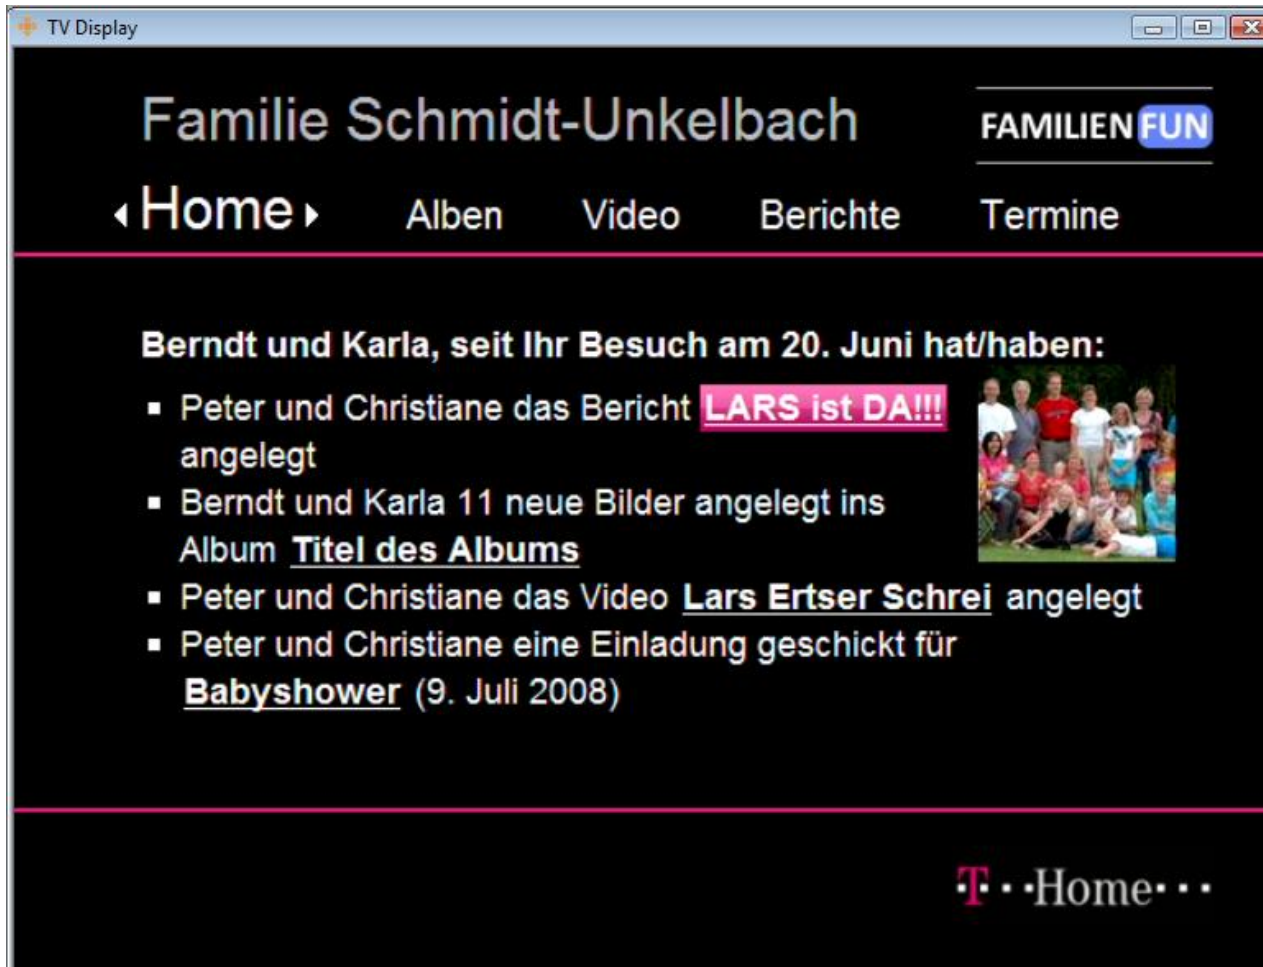 TV Display
Familie Schmidt-Unkelbach
FAMILIEN FUN
Home Alben Video Berichte Termine
Berndt und Karla, seit Ihr Besuch am 20. Juni hat/haben:
Peter und Christiane das Bericht LARS ist DA!!!
angelegt
Berndt und Karla 11 neue Bilder angelegt ins
Album Titel des Albums
Peter und Christiane das Video Lars Ertser Schrei angelegt
Peter und Christiane eine Einladung geschickt für
Babyshower (9. Juli 2008)
T··Home···